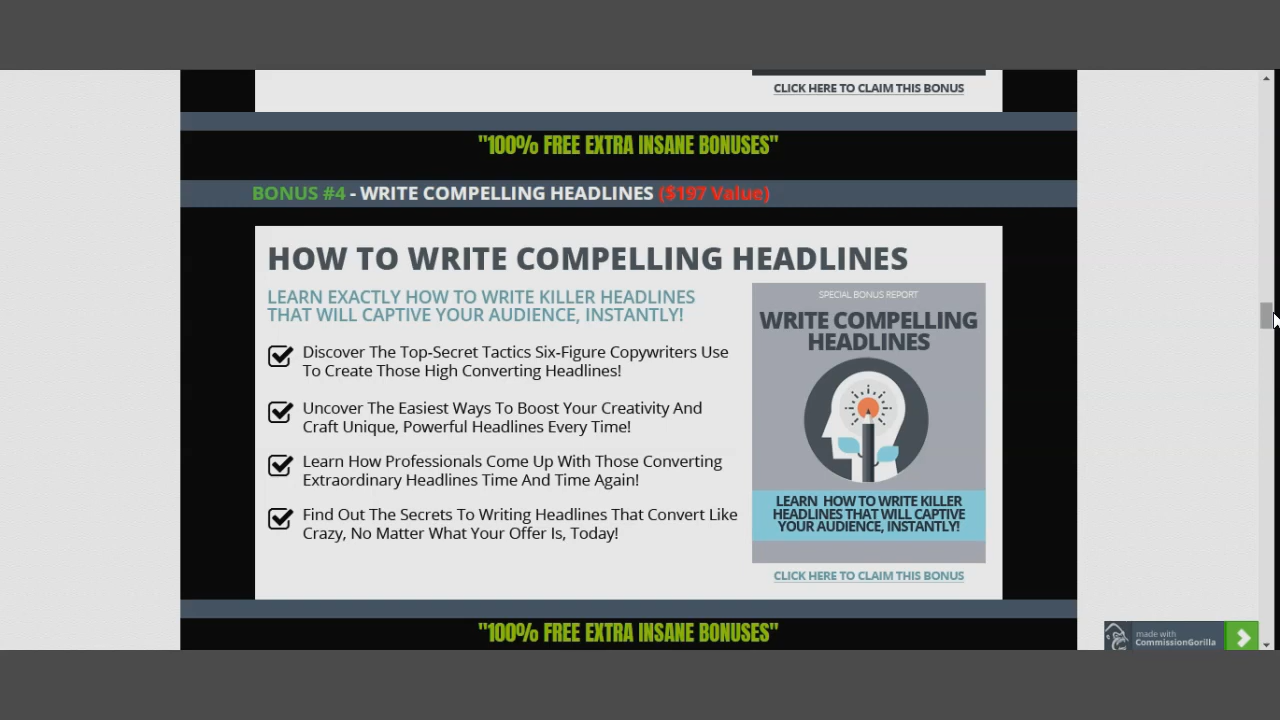 CLICK HERE TO CLAIM THIS BONUS
"100% FREE EXTRA INSANE BONUSES"
BONUS #4 - WRITE COMPELLING HEADLINES ($197 Value)
HOW TO WRITE COMPELLING HEADLINES
LEARN EXACTLY HOW TO WRITE KILLER HEADLINES
THAT WILL CAPTIVE YOUR AUDIENCE, INSTANTLY!
Discover The Top-Secret Tactics Six-Figure Copywriters Use
To Create Those High Converting Headlines!
Uncover The Easiest Ways To Boost Your Creativity And
Craft Unique, Powerful Headlines Every Time!
Learn How Professionals Come Up With Those Converting
Extraordinary Headlines Time And Time Again!
Find Out The Secrets To Writing Headlines That Convert Like
Crazy, No Matter What Your Offer Is, Today!
SPECIAL BONUS REPORT
WRITE COMPELLING
HEADLINES
LEARN HOW TO WRITE KILLER
HEADLINES THAT WILL CAPTIVE
YOUR AUDIENCE, INSTANTLY!
CLICK HERE TO CLAIM THIS BONUS
"100% FREE EXTRA INSANE BONUSES"
made with
CommissionGorilla